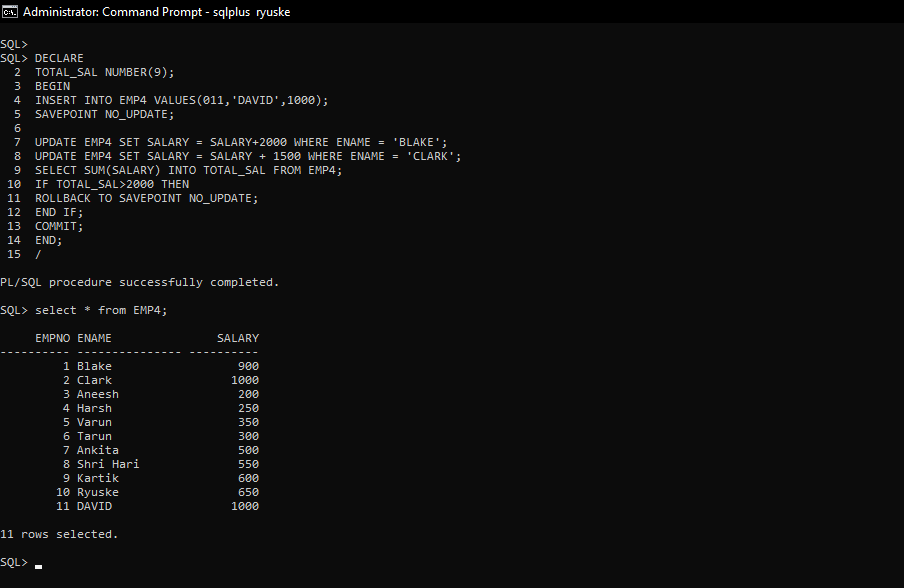 Administrator: Command Prompt - sqlplus  ryuske
SQL>
SQL> DECLARE
  2  TOTAL_SAL NUMBER(9);
  3  BEGIN
  4  INSERT INTO EMP4 VALUES(011,'DAVID',1000);
  5  SAVEPOINT NO_UPDATE;
  6
  7  UPDATE EMP4 SET SALARY = SALARY+2000 WHERE ENAME = 'BLAKE';
  8  UPDATE EMP4 SET SALARY = SALARY + 1500 WHERE ENAME = 'CLARK';
  9  SELECT SUM(SALARY) INTO TOTAL_SAL FROM EMP4;
 10  IF TOTAL_SAL>2000 THEN
 11  ROLLBACK TO SAVEPOINT NO_UPDATE;
 12  END IF;
 13  COMMIT;
 14  END;
 15  /
PL/SQL procedure successfully completed.
SQL> select * from EMP4;
     EMPNO ENAME               SALARY
---------- --------------- ----------
         1 Blake                  900
         2 Clark                 1000
         3 Aneesh                 200
         4 Harsh                  250
         5 Varun                  350
         6 Tarun                  300
         7 Ankita                 500
         8 Shri Hari              550
         9 Kartik                 600
        10 Ryuske                 650
        11 DAVID                 1000
11 rows selected.
SQL>